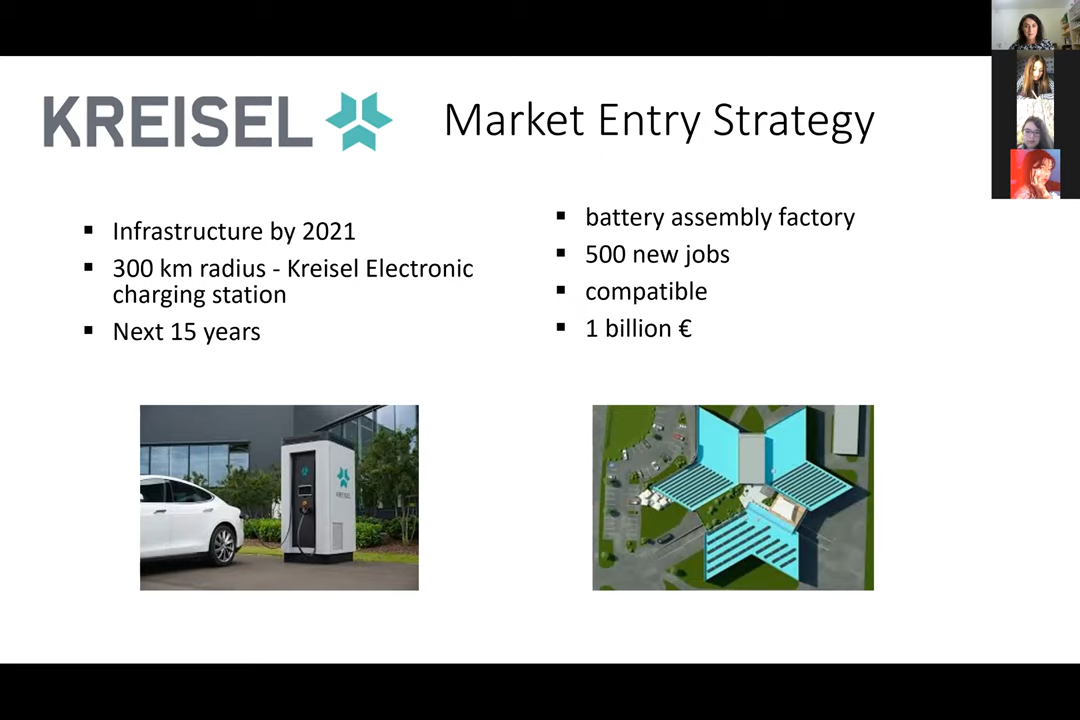 KREISEL
Market Entry Strategy
▪ Infrastructure by 2021
▪ 300 km radius - Kreisel Electronic
charging station
▪ Next 15 years
▪ battery assembly factory
▪ 500 new jobs
▪ compatible
▪ 1 billion €
KREISEL